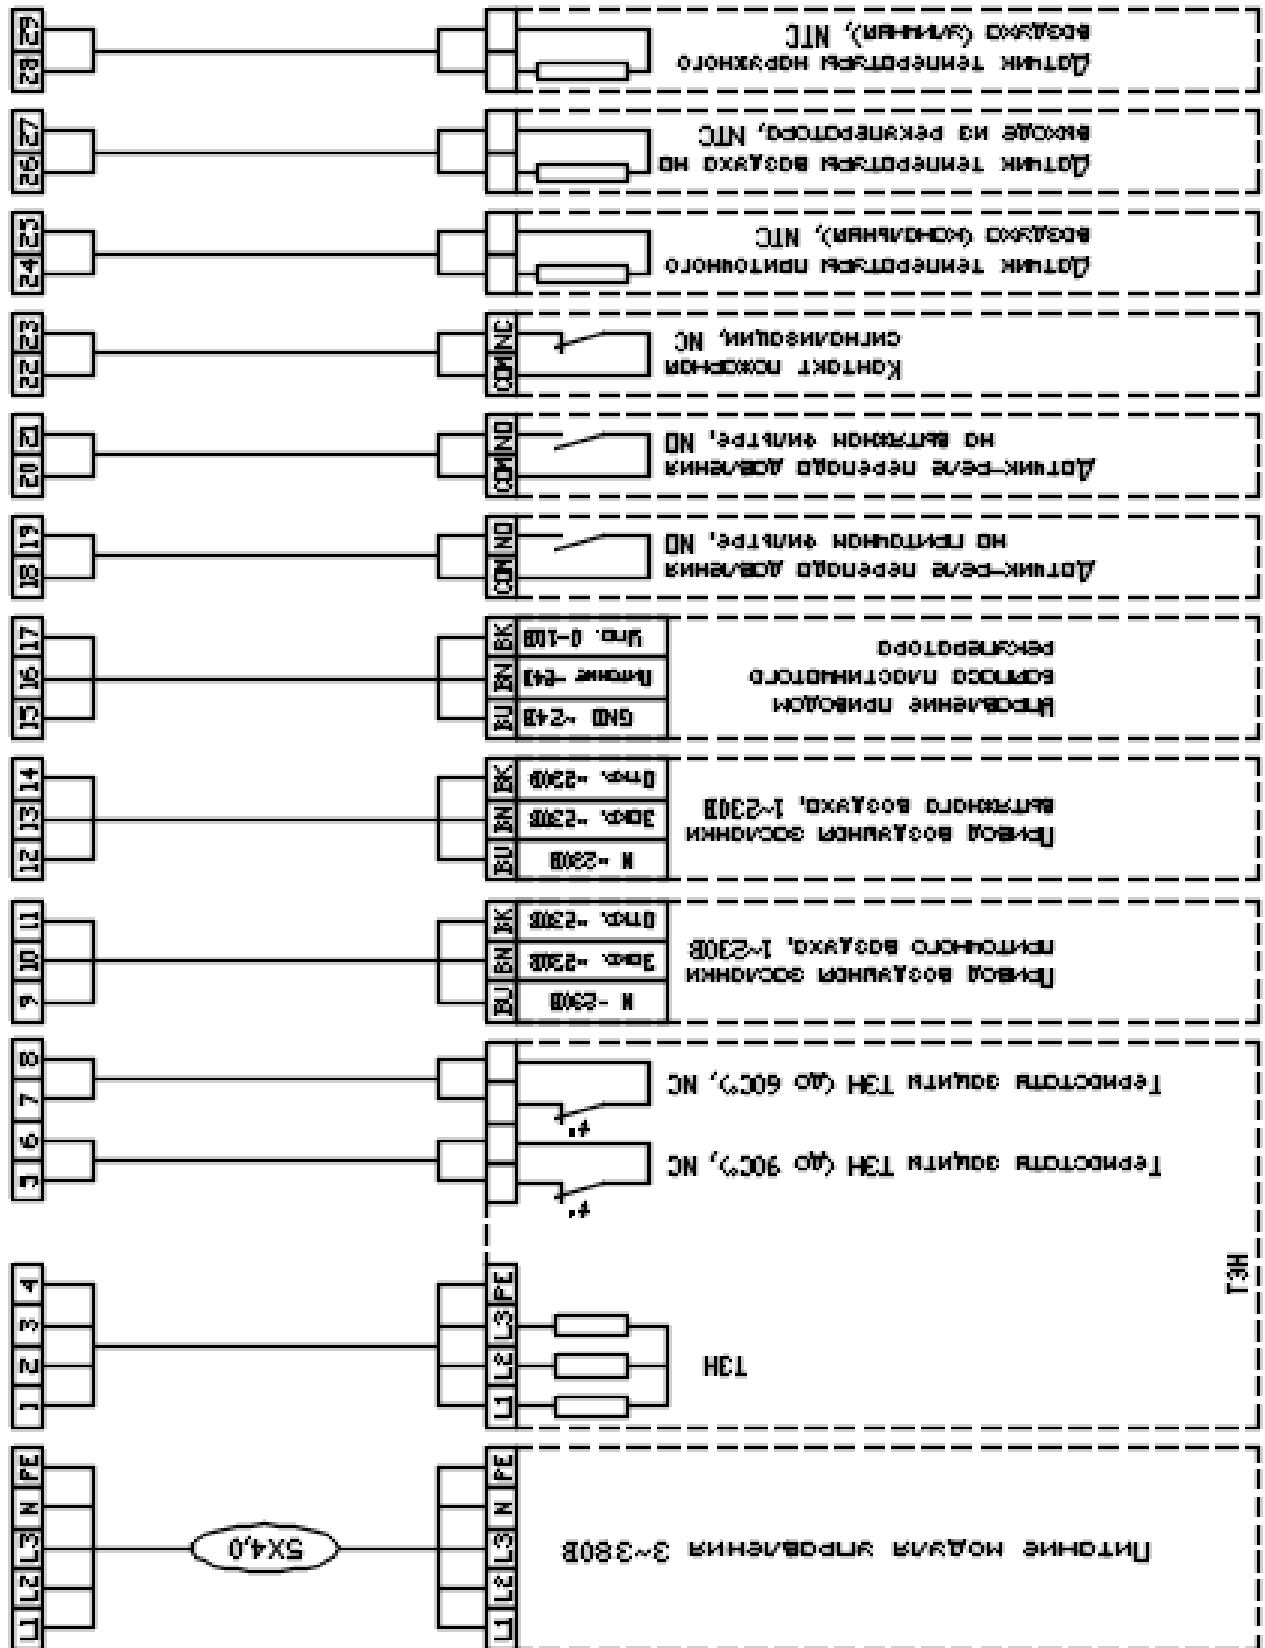 Питание модуля управления 3~380В
L1 L2 L3 N PE
5X4,0
L1 L2 L3 N PE
ТЭН
ТЭН
L1 L2 L3 PE
1 2 3 4
Термостаты защиты ТЭН (до 90С°), NC
t°
5 6
Термостаты защиты ТЭН (до 60С°), NC
t°
7 8
Привод воздушной заслонки
приточного воздуха, 1~230В
N ~230В
Закр. ~230В
Откр. ~230В
BU BN BK
9 10 11
Привод воздушной заслонки
вытяжного воздуха, 1~230В
N ~230В
Закр. ~230В
Откр. ~230В
BU BN BK
12 13 14
Управление приводом
байпаса пластинчатого
рекуператора
GND ~24В
Питание ~24В
Упр. 0-10В
BU BN BK
15 16 17
Датчик-реле перепада давления
на приточном фильтре, NO
COM NO
18 19
Датчик-реле перепада давления
на вытяжном фильтре, NO
COM NO
20 21
Контакт пожарной
сигнализации, NC
COM NC
22 23
Датчик температуры приточного
воздуха (канальный), NTC
24 25
Датчик температуры воздуха на
выходе из рекуператора, NTC
26 27
Датчик температуры наружного
воздуха (уличный), NTC
28 29